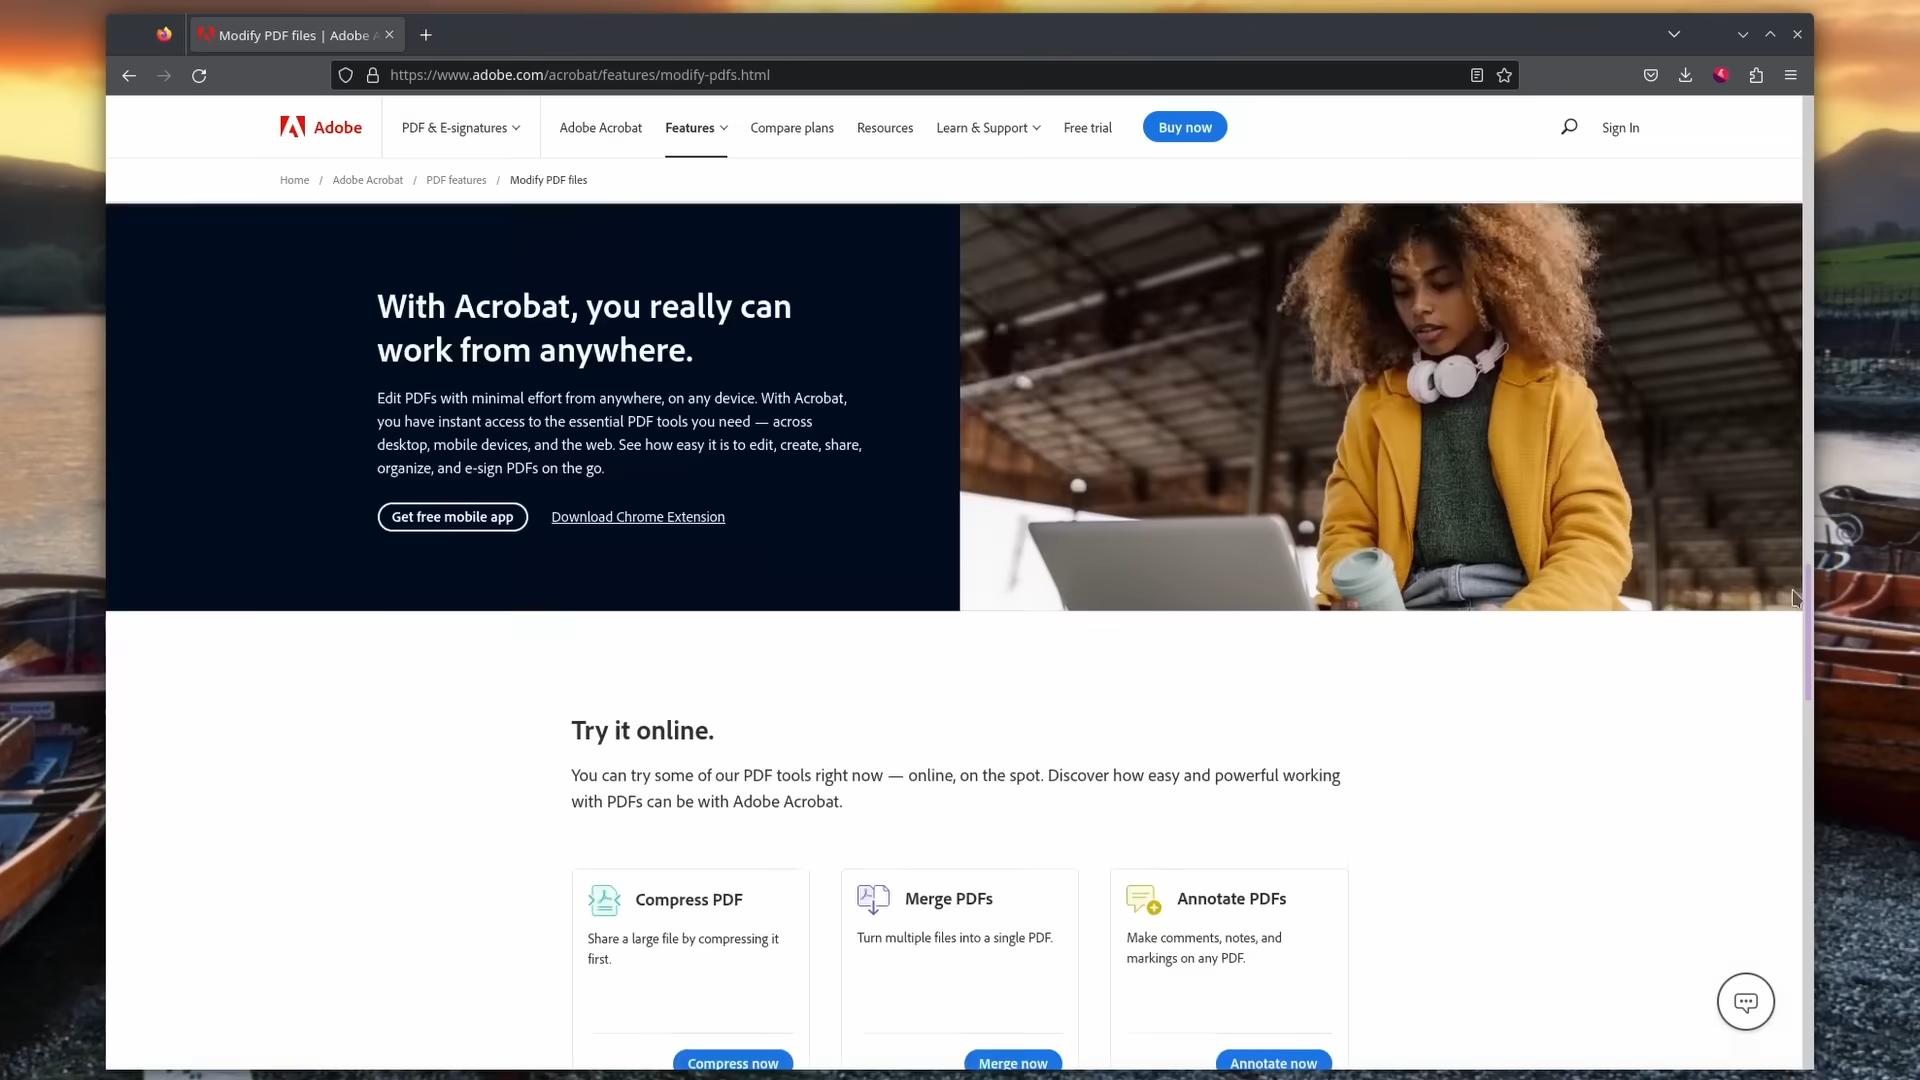 Modify PDF files | Adobe A
https://www.adobe.com/acrobat/features/modify-pdfs.html
Adobe
PDF & E-signatures
Adobe Acrobat
Features
Compare plans
Resources
Learn & Support
Free trial
Buy now
Sign In
Home / Adobe Acrobat / PDF features / Modify PDF files
With Acrobat, you really can
work from anywhere.
Edit PDFs with minimal effort from anywhere, on any device. With Acrobat,
you have instant access to the essential PDF tools you need — across
desktop, mobile devices, and the web. See how easy it is to edit, create, share,
organize, and e-sign PDFs on the go.
Get free mobile app
Download Chrome Extension
Try it online.
You can try some of our PDF tools right now — online, on the spot. Discover how easy and powerful working
with PDFs can be with Adobe Acrobat.
Compress PDF
Share a large file by compressing it
first.
Compress now
Merge PDFs
Turn multiple files into a single PDF.
Merge now
Annotate PDFs
Make comments, notes, and
markings on any PDF.
Annotate now